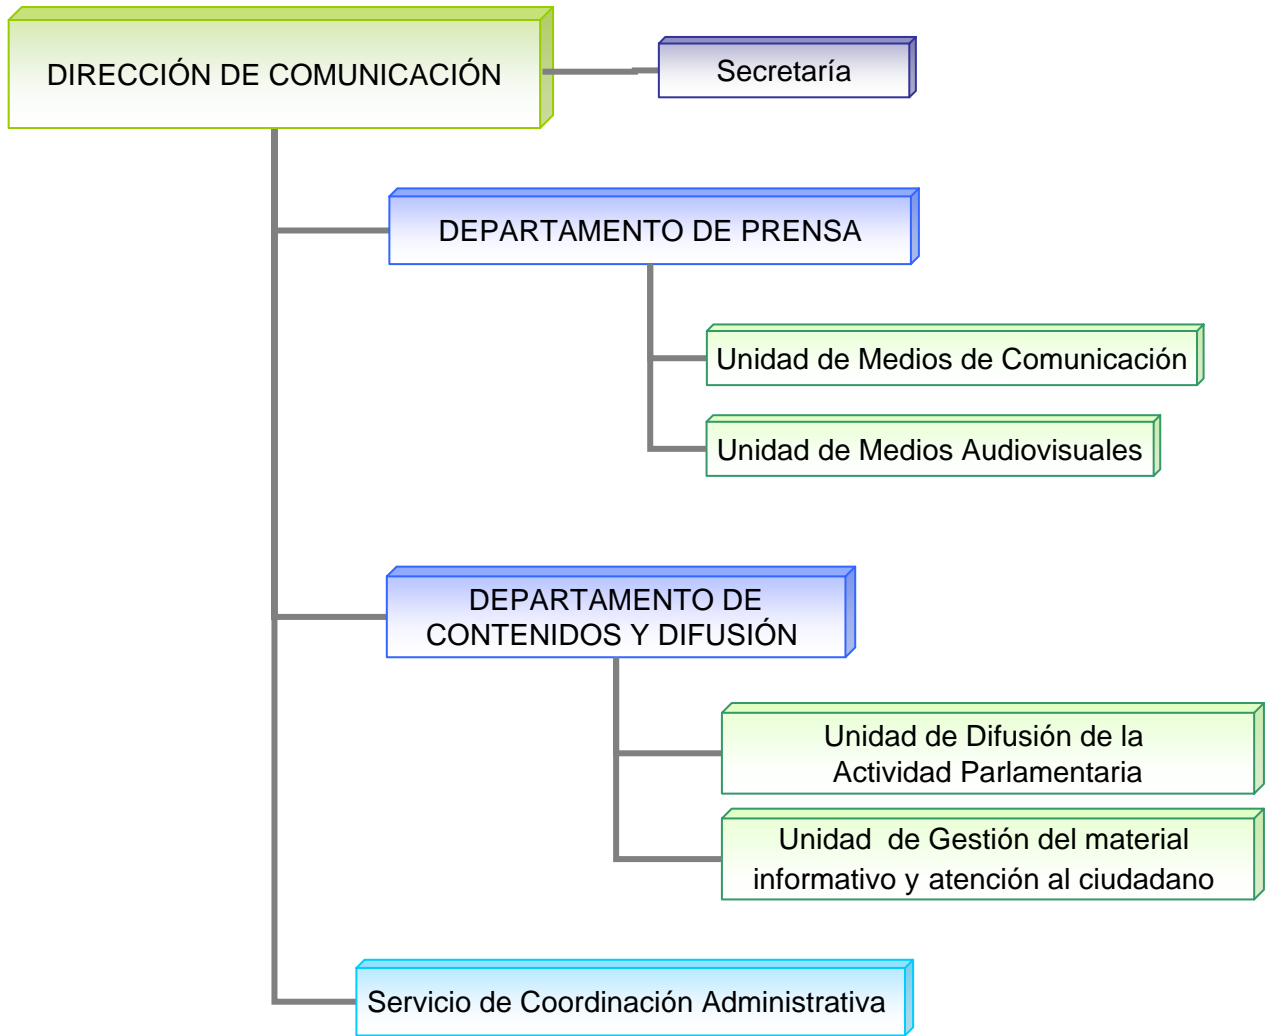 DIRECCIÓN DE COMUNICACIÓN
Secretaría
DEPARTAMENTO DE PRENSA
Unidad de Medios de Comunicación
Unidad de Medios Audiovisuales
DEPARTAMENTO DE
CONTENIDOS Y DIFUSIÓN
Unidad de Difusión de la
Actividad Parlamentaria
Unidad de Gestión del material
informativo y atención al ciudadano
Servicio de Coordinación Administrativa